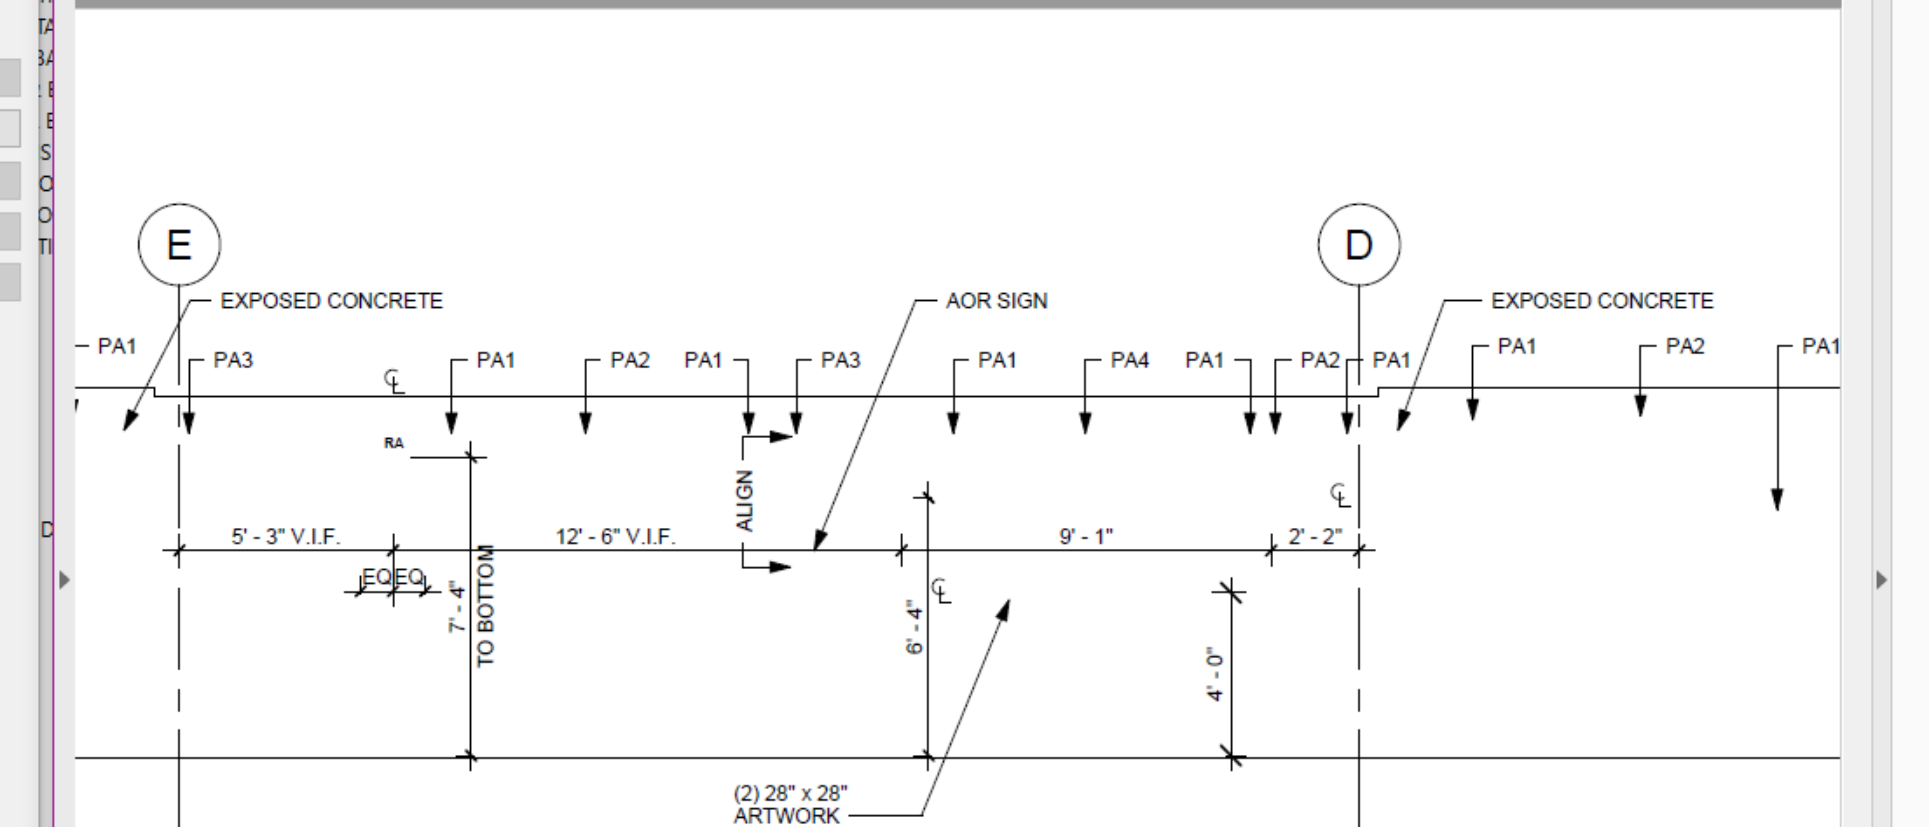 E
D
EXPOSED CONCRETE
AOR SIGN
EXPOSED CONCRETE
PA1
PA3
PA1
PA2
PA1
PA3
PA1
PA4
PA1
PA2
PA1
PA1
PA2
PA1
℄
RA
ALIGN
℄
5' - 3" V.I.F.
12' - 6" V.I.F.
9' - 1"
2' - 2"
EQ EQ
7' - 4"
TO BOTTOM
6' - 4"
℄
4' - 0"
(2) 28" x 28"
ARTWORK